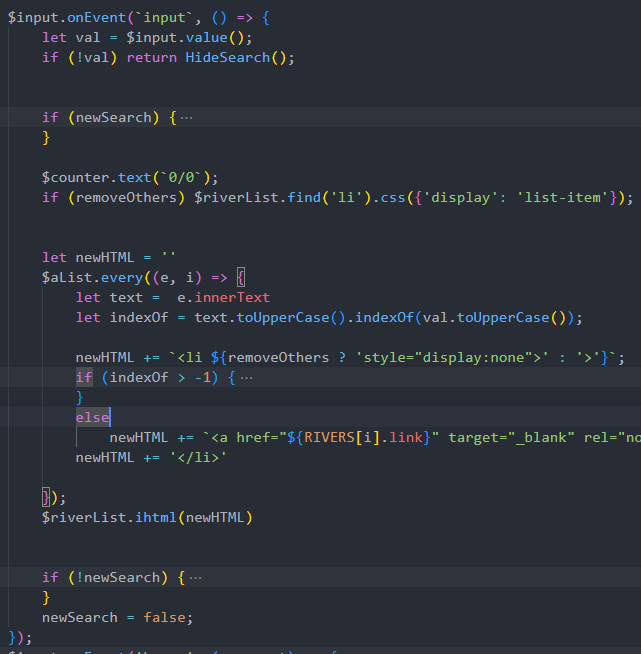 $input.onEvent(`input`, () => {
let val = $input.value();
if (!val) return HideSearch();
if (newSearch) {···
}
$counter.text(`0/0`);
if (removeOthers) $riverList.find('li').css({'display': 'list-item'});
let newHTML = ''
$aList.every((e, i) => {
let text =  e.innerText
let indexOf = text.toUpperCase().indexOf(val.toUpperCase());
newHTML += `<li ${removeOthers ? 'style="display:none">' : '>'}`;
if (indexOf > -1) {···
}
else
newHTML += `<a href="${RIVERS[i].link}" target="_blank" rel="no
newHTML += '</li>'
});
$riverList.ihtml(newHTML)
if (!newSearch) {···
}
newSearch = false;
});